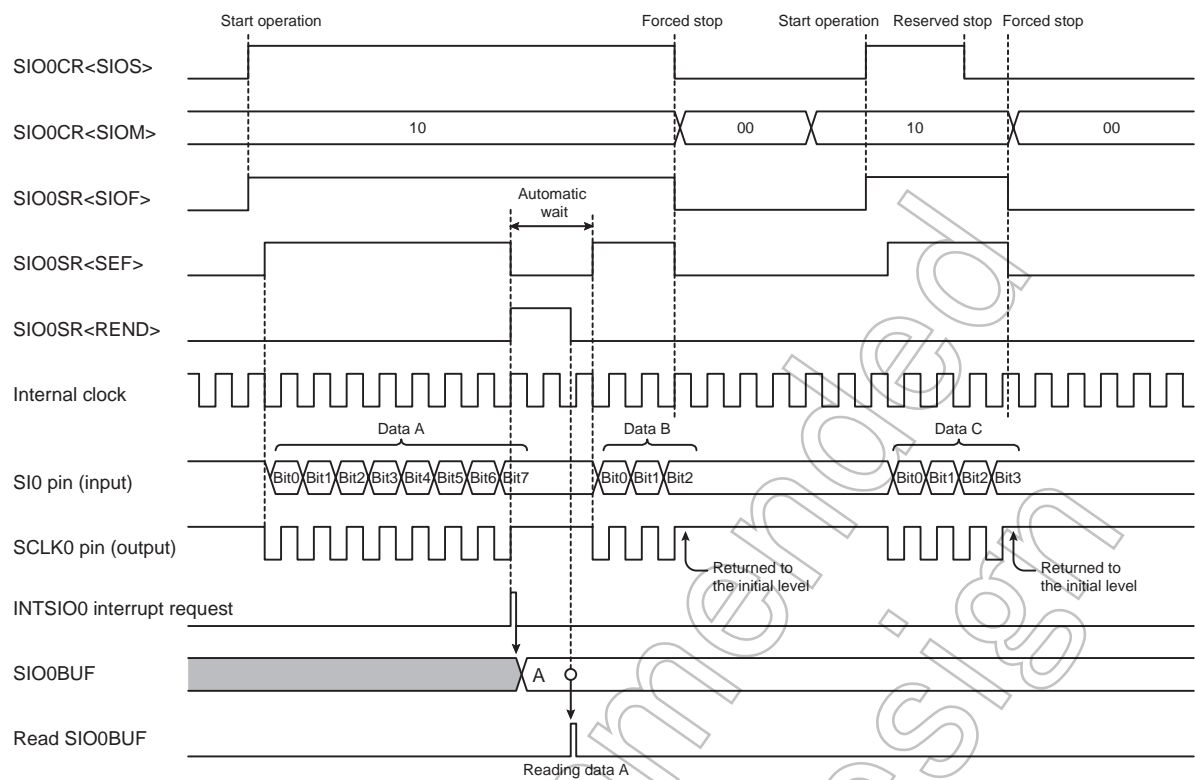 Start operation Forced stop Start operation Reserved stop Forced stop
SIO0CR<SIOS>
SIO0CR<SIOM> 10 00 10 00
SIO0SR<SIOF>
Automatic
wait
SIO0SR<SEF>
SIO0SR<REND>
Internal clock
Data A Data B Data C
SI0 pin (input) Bit0 Bit1 Bit2 Bit3 Bit4 Bit5 Bit6 Bit7 Bit0 Bit1 Bit2 Bit0 Bit1 Bit2 Bit3
SCLK0 pin (output)
Returned to
the initial level
Returned to
the initial level
INTSIO0 interrupt request
SIO0BUF A
Read SIO0BUF
Reading data A